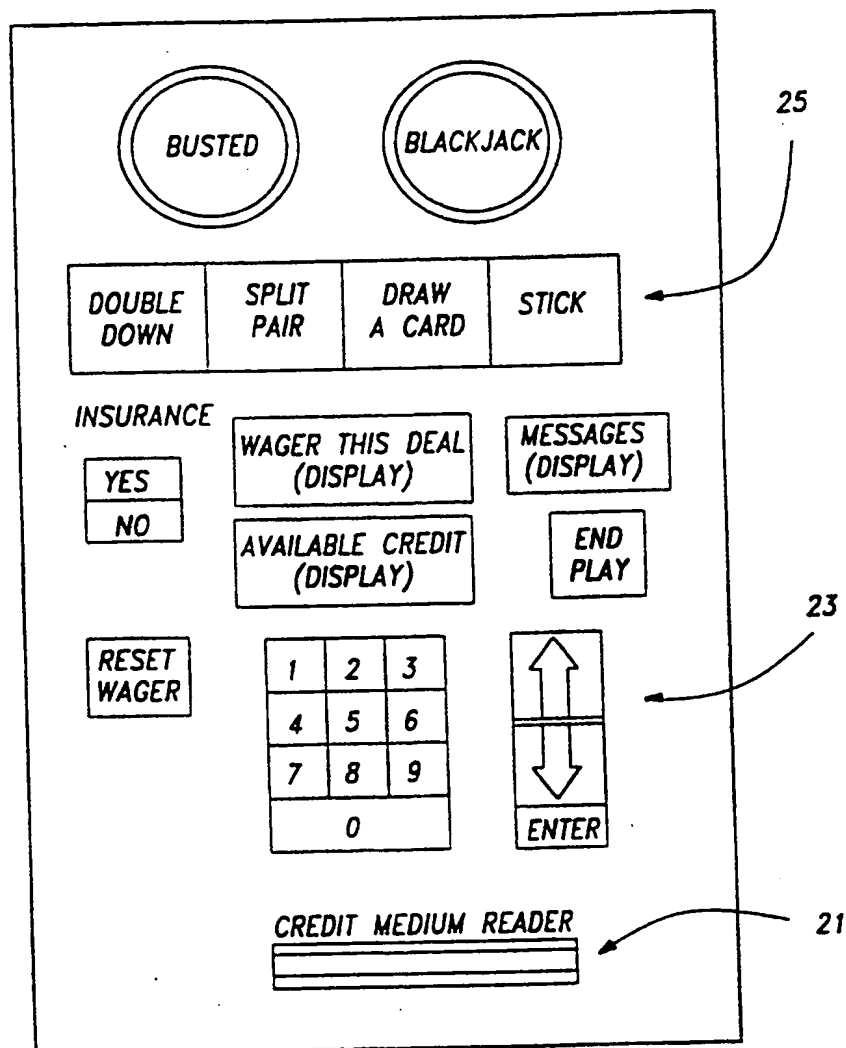 BUSTED
BLACKJACK
25
DOUBLE
DOWN
SPLIT
PAIR
DRAW
A CARD
STICK
INSURANCE
YES
NO
WAGER THIS DEAL
(DISPLAY)
MESSAGES
(DISPLAY)
AVAILABLE CREDIT
(DISPLAY)
END
PLAY
23
RESET
WAGER
1 2 3
4 5 6
7 8 9
0
ENTER
CREDIT MEDIUM READER
21